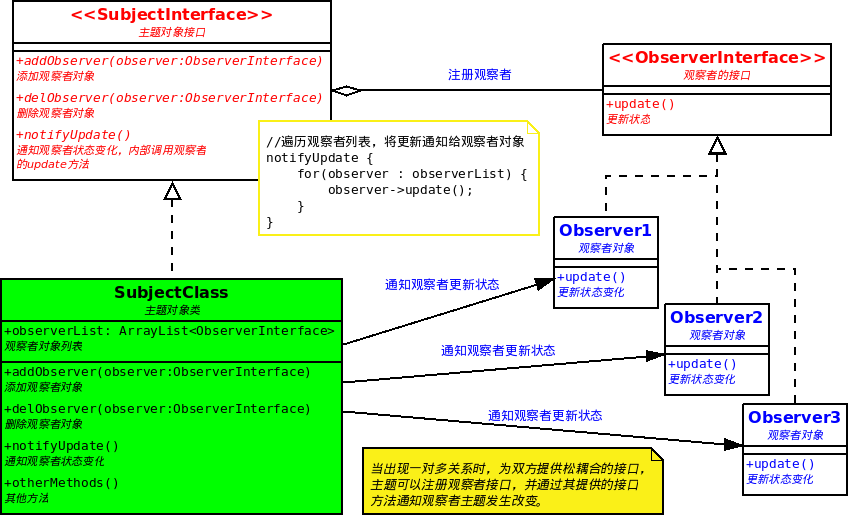 <<SubjectInterface>>
主题对象接口
+addObserver(observer:ObserverInterface)
添加观察者对象
+delObserver(observer:ObserverInterface)
删除观察者对象
+notifyUpdate()
通知观察者状态变化，内部调用观察者
的update方法
注册观察者
<<ObserverInterface>>
观察者的接口
+update()
更新状态
//遍历观察者列表，将更新通知给观察者对象
notifyUpdate {
    for(observer : observerList) {
        observer->update();
    }
}
Observer1
观察者对象
+update()
更新状态变化
通知观察者更新状态
SubjectClass
主题对象类
+observerList: ArrayList<ObserverInterface>
观察者对象列表
+addObserver(observer:ObserverInterface)
添加观察者对象
+delObserver(observer:ObserverInterface)
删除观察者对象
+notifyUpdate()
通知观察者状态变化
+otherMethods()
其他方法
通知观察者更新状态
Observer2
观察者对象
+update()
更新状态变化
通知观察者更新状态
Observer3
观察者对象
+update()
更新状态变化
当出现一对多关系时，为双方提供松耦合的接口，
主题可以注册观察者接口，并通过其提供的接口
方法通知观察者主题发生改变。